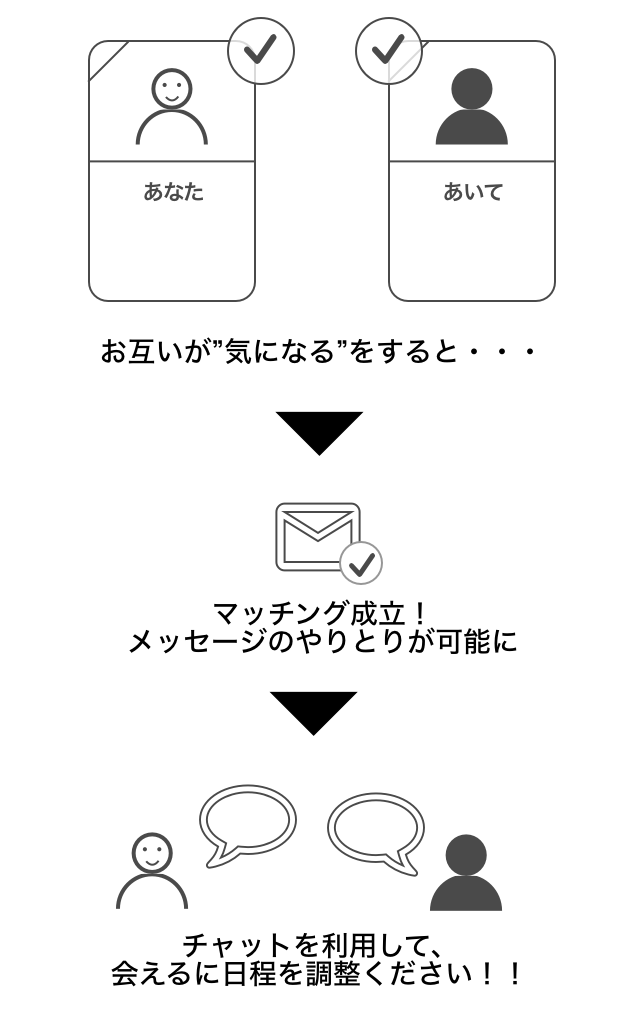 あなた
あいて
お互いが”気になる”をすると・・・
マッチング成立！
メッセージのやりとりが可能に
チャットを利用して、
会えるに日程を調整ください！！